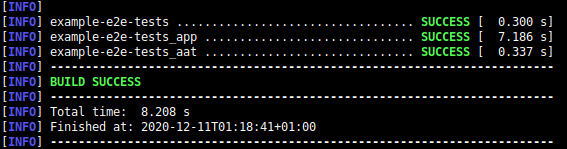 [INFO]
[INFO] example-e2e-tests .................................. SUCCESS [  0.300 s]
[INFO] example-e2e-tests_app .............................. SUCCESS [  7.186 s]
[INFO] example-e2e-tests_aat .............................. SUCCESS [  0.337 s]
[INFO] ------------------------------------------------------------------------
[INFO] BUILD SUCCESS
[INFO] ------------------------------------------------------------------------
[INFO] Total time:  8.208 s
[INFO] Finished at: 2020-12-11T01:18:41+01:00
[INFO] ------------------------------------------------------------------------